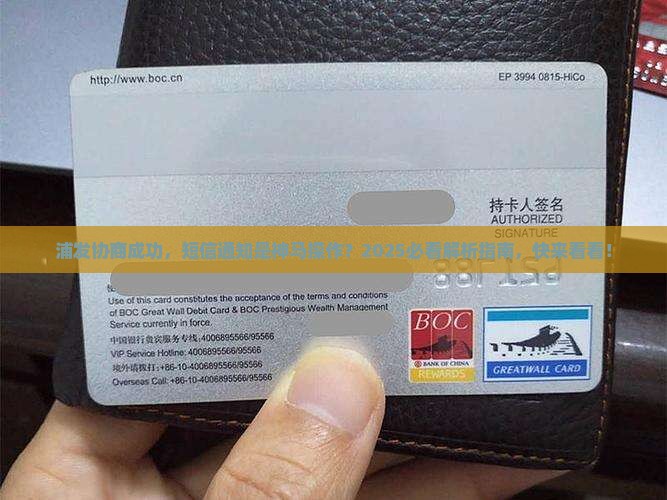 http://www.boc.cn
EP 3994 0815-HiCo
持卡人签名
AUTHORIZED
SIGNATURE
浦发协商成功，短信通知是啥马操作？2025必看解析指南，快来看看！
Use of this card constitutes the acceptance of the terms and conditions
of BOC Great Wall Debit Card & BOC Prestigious Wealth Management
Service currently in force.
中国银行贵宾服务专线:4006895566/95566
VIP Service Hotline: 4006895566/95566
境外请拨打:+86-10-4006895566/95566
Overseas Call: +86-10-4006895566/95566
BOC
BANK OF CHINA
REWARDS
GREATWALL CARD